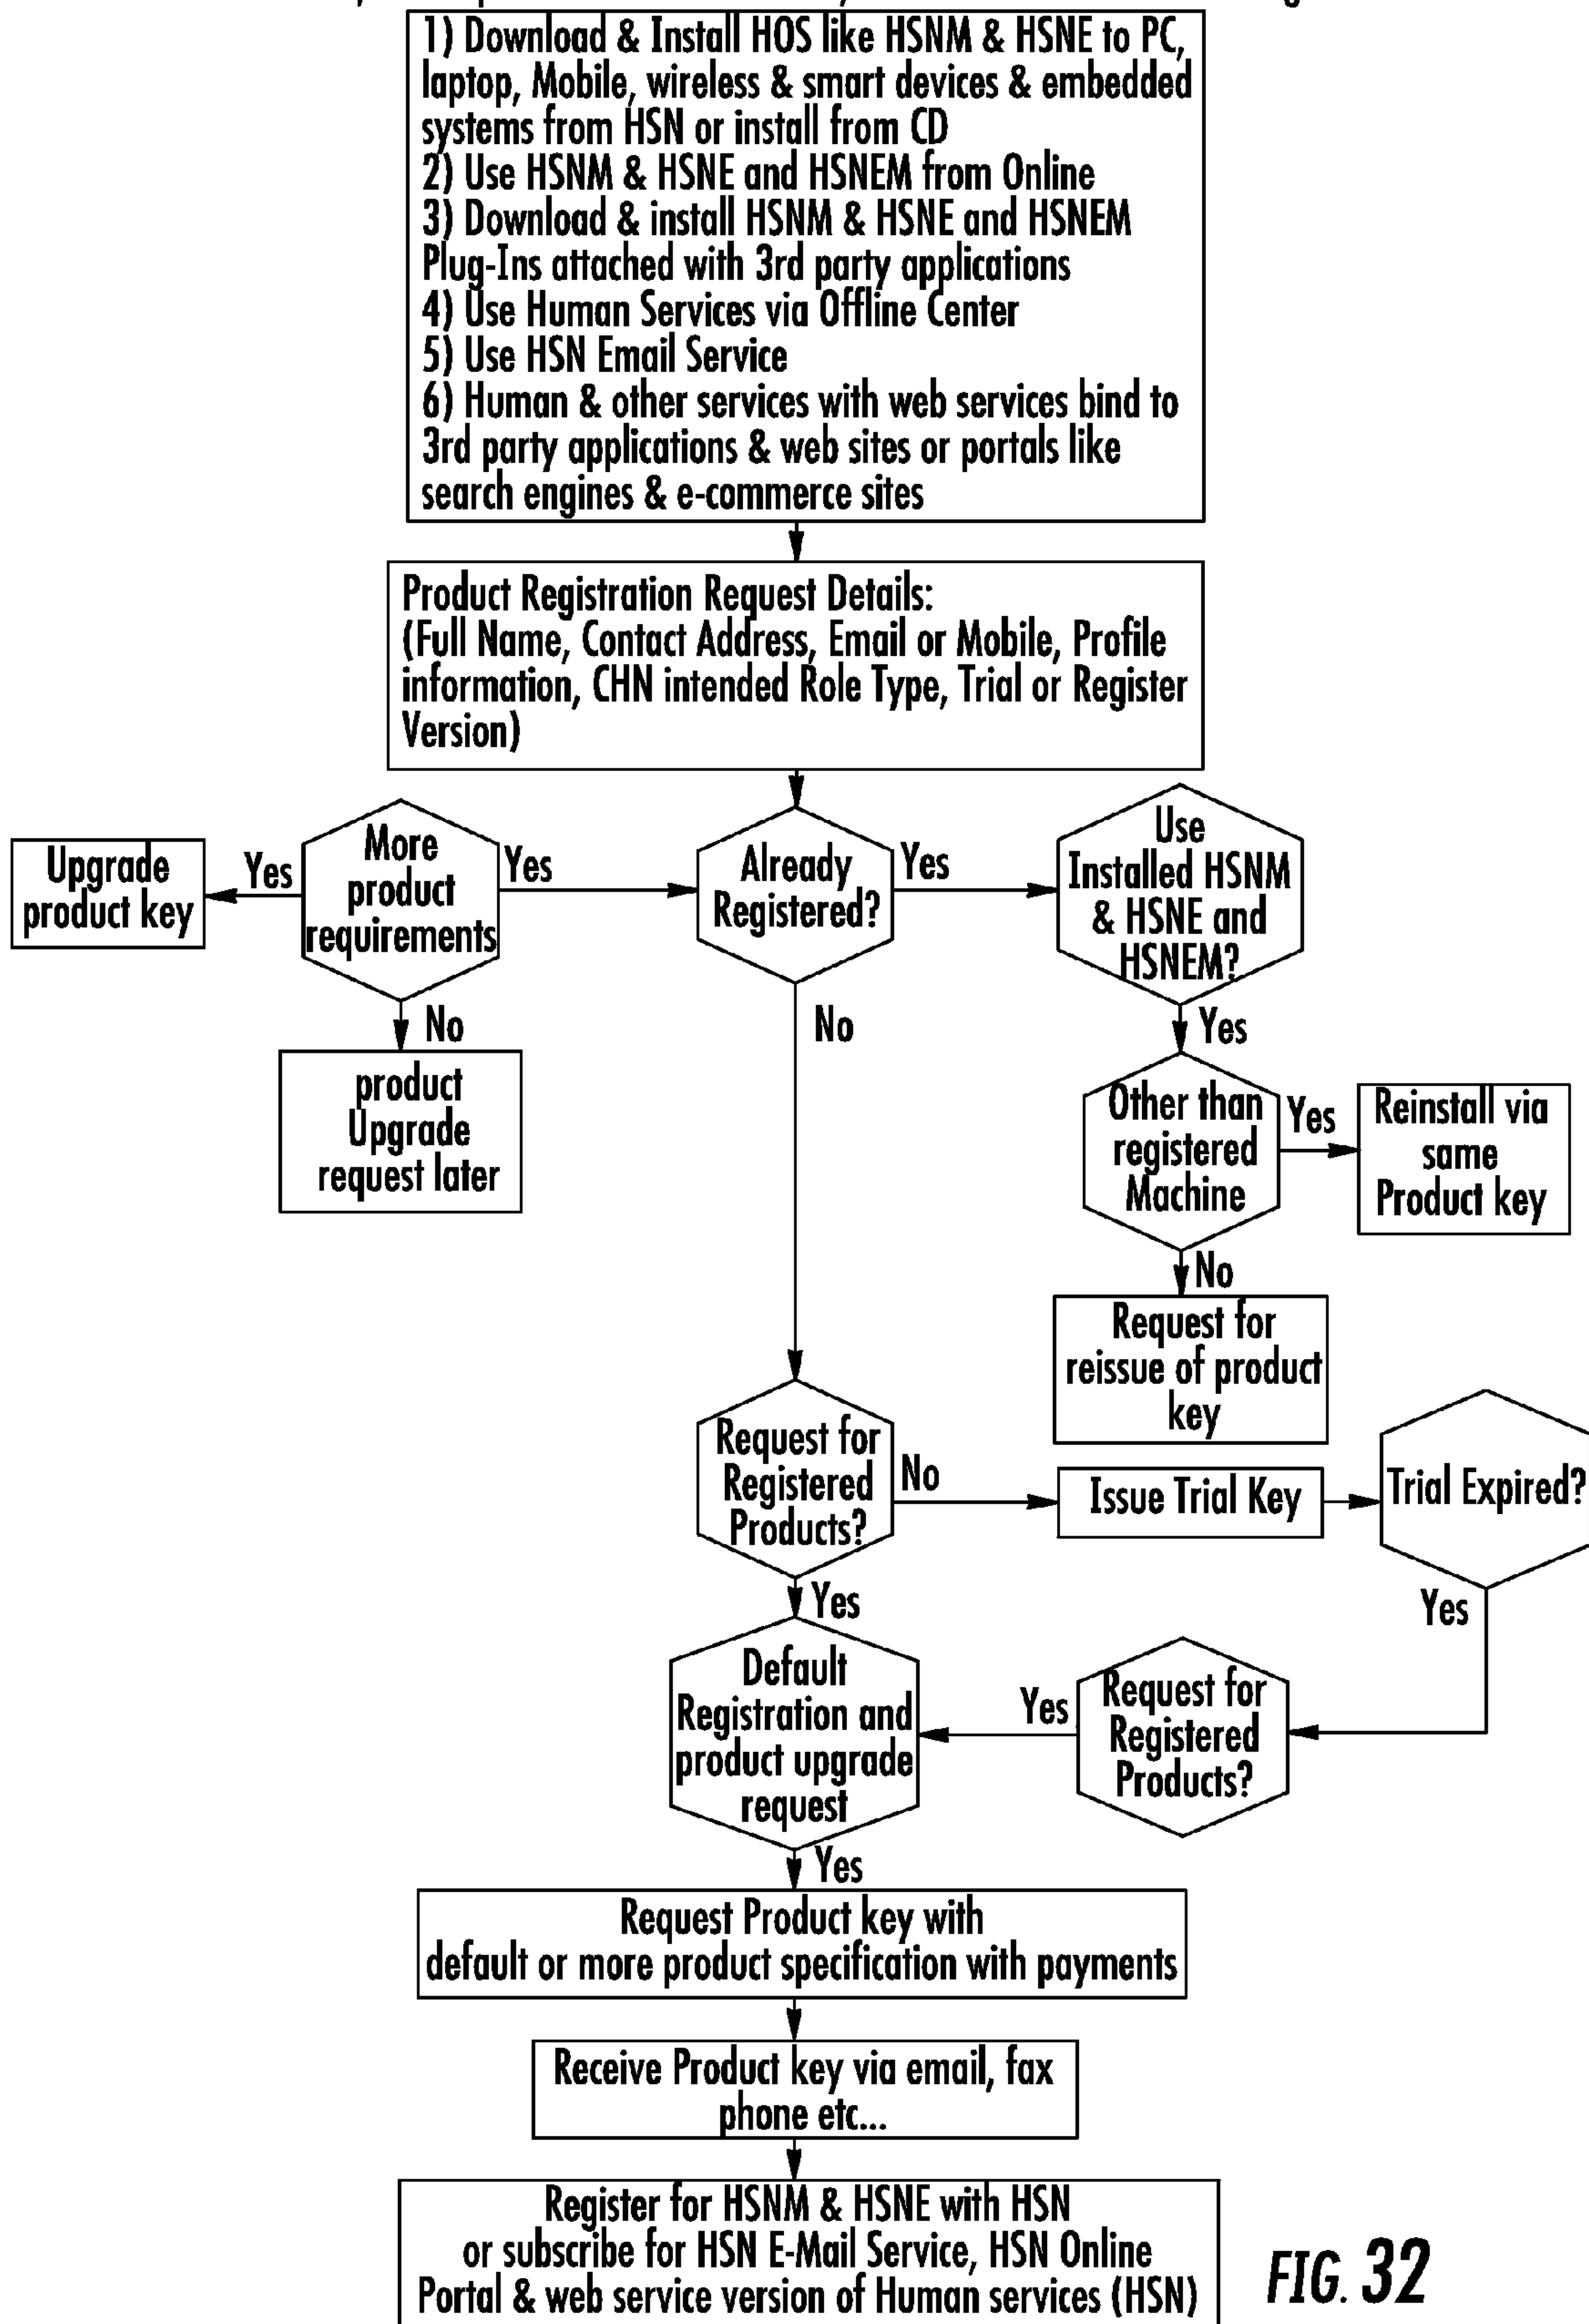 1) Download & Install HOS like HSNM & HSNE to PC,
laptop, Mobile, wireless & smart devices & embedded
systems from HSN or install from CD
2) Use HSNM & HSNE and HSNEM from Online
3) Download & install HSNM & HSNE and HSNEM
Plug-Ins attached with 3rd party applications
4) Use Human Services via Offline Center
5) Use HSN Email Service
6) Human & other services with web services bind to
3rd party applications & web sites or portals like
search engines & e-commerce sites
Product Registration Request Details:
(Full Name, Contact Address, Email or Mobile, Profile
information, CHN intended Role Type, Trial or Register
Version)
Upgrade
product key
Yes
More
product
requirements
Yes
Already
Registered?
Yes
Use
Installed HSNM
& HSNE and
HSNEM?
No
product
Upgrade
request later
No
Yes
Other than
registered
Machine
Yes
Reinstall via
same
Product key
No
Request for
reissue of product
key
Request for
Registered
Products?
No
Issue Trial Key
Trial Expired?
Yes
Yes
Default
Registration and
product upgrade
request
Yes
Request for
Registered
Products?
Yes
Request Product key with
default or more product specification with payments
Receive Product key via email, fax
phone etc...
Register for HSNM & HSNE with HSN
or subscribe for HSN E-Mail Service, HSN Online
Portal & web service version of Human services (HSN)
FIG. 32